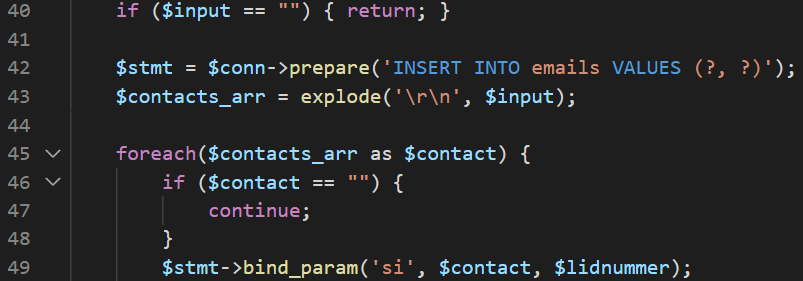 40 if ($input == "") { return; }
41
42 $stmt = $conn->prepare('INSERT INTO emails VALUES (?, ?)');
43 $contacts_arr = explode('\r\n', $input);
44
45 foreach($contacts_arr as $contact) {
46 if ($contact == "") {
47 continue;
48 }
49 $stmt->bind_param('si', $contact, $lidnummer);